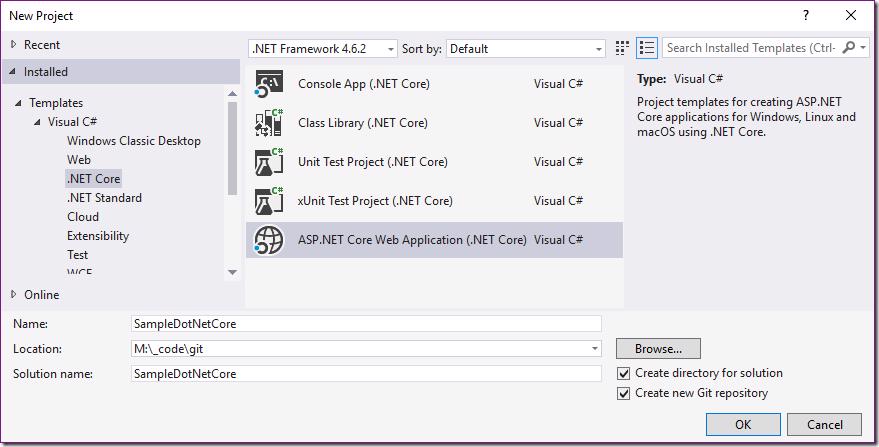 New Project
? ×
Recent
.NET Framework 4.6.2 Sort by: Default Search Installed Templates (Ctrl-
Installed
Templates
Visual C#
Windows Classic Desktop
Web
.NET Core
.NET Standard
Cloud
Extensibility
Test
WCF
Online
C:\ Console App (.NET Core) Visual C#
C# Class Library (.NET Core) Visual C#
C# Unit Test Project (.NET Core) Visual C#
C# xUnit Test Project (.NET Core) Visual C#
ASP.NET Core Web Application (.NET Core) Visual C#
Type: Visual C#
Project templates for creating ASP.NET
Core applications for Windows, Linux and
macOS using .NET Core.
Name: SampleDotNetCore
Location: M:\_code\git
Browse...
Solution name: SampleDotNetCore
Create directory for solution
Create new Git repository
OK Cancel